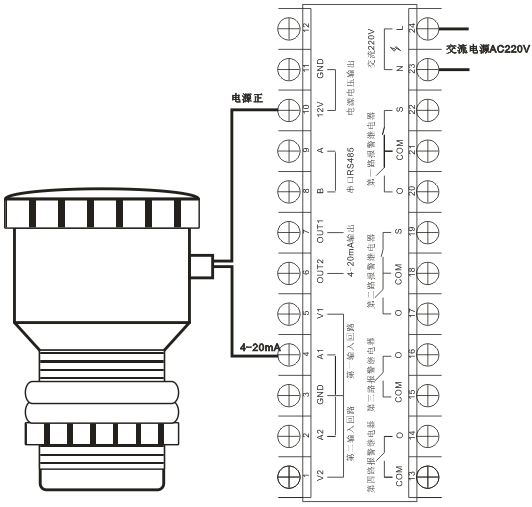 电源正
4-20mA
12
11
10
9
8
7
6
5
4
3
2
1
GND
12V
A
B
OUT1
OUT2
V1
A1
GND
A2
V2
电源电压输出
串口RS485
4-20mA输出
第一输入回路
第二输入回路
交流220V
第一路报警继电器
第二路报警继电器
第三路报警继电器
第四路报警继电器
L
N
S
COM
O
S
COM
O
O
COM
O
COM
24
23
22
21
20
19
18
17
16
15
14
13
交流电源AC220V